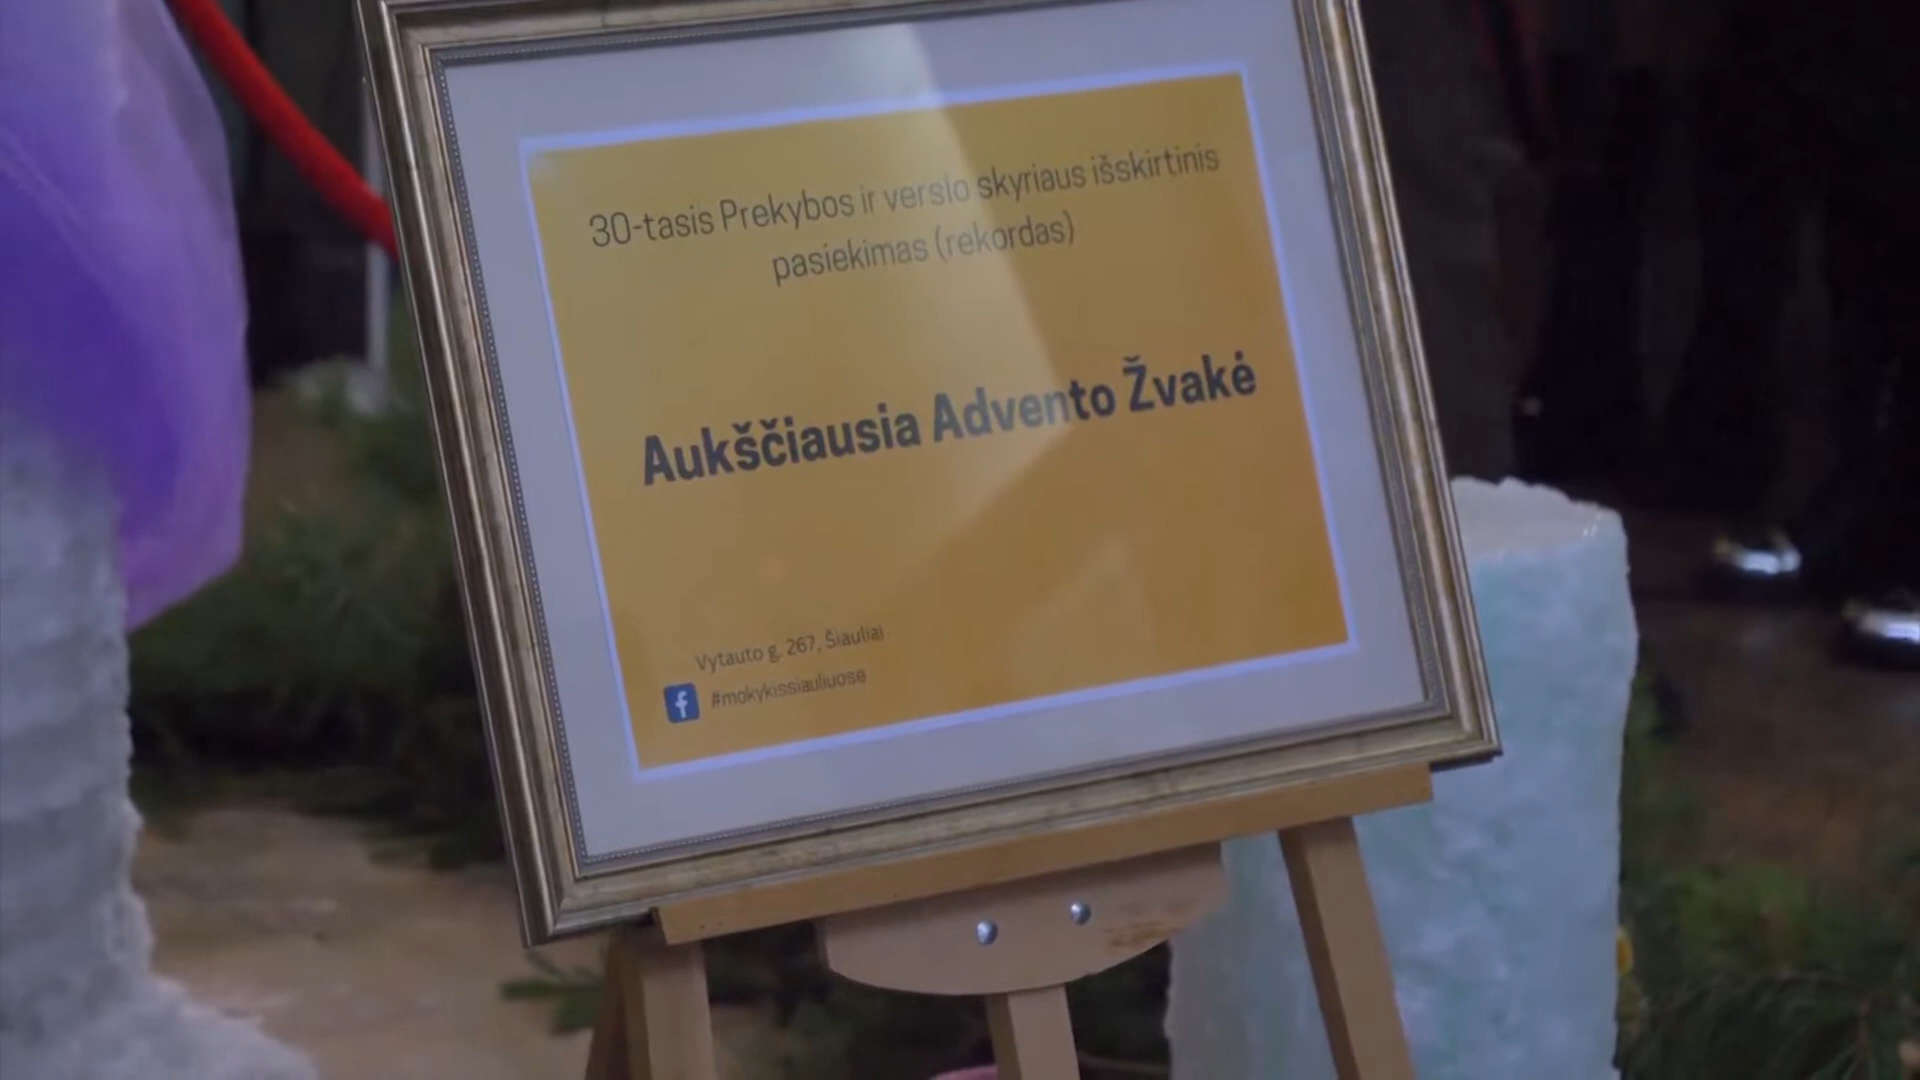 30-tasis Prekybos ir verslo skyriaus išskirtinis
pasiekimas (rekordas)
Aukščiausia Advento Žvakė
Vytauto g. 267, Šiauliai
f #mokykissiauliuose